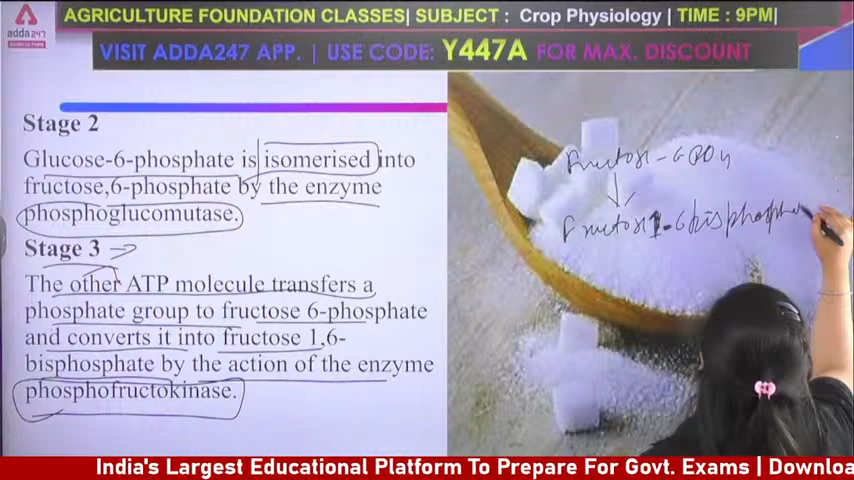 AGRICULTURE FOUNDATION CLASSES| SUBJECT : Crop Physiology | TIME : 9PM|
adda247
AGRICULTURE
VISIT ADDA247 APP. | USE CODE: Y447A FOR MAX. DISCOUNT
Stage 2
Glucose-6-phosphate is isomerised into
fructose,6-phosphate by the enzyme
phosphoglucomutase.
Stage 3
The other ATP molecule transfers a
phosphate group to fructose 6-phosphate
and converts it into fructose 1,6-
bisphosphate by the action of the enzyme
phosphofructokinase.
Fructose-6PO4
Fructose 1-6 bisphospha
India's Largest Educational Platform To Prepare For Govt. Exams | Downloa